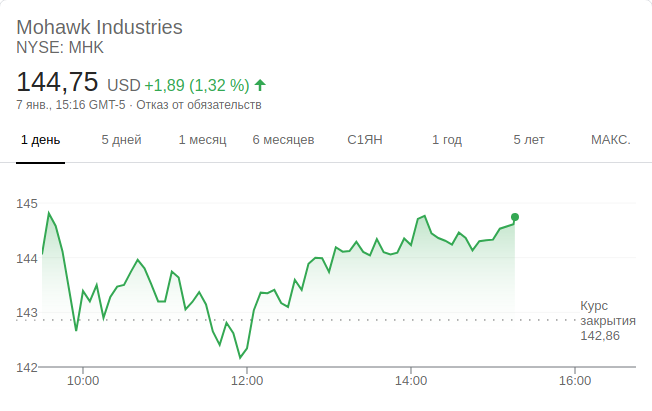 Mohawk Industries
NYSE: MHK
144,75 USD +1,89 (1,32 %)
7 янв., 15:16 GMT-5 · Отказ от обязательств
1 день 5 дней 1 месяц 6 месяцев С1ЯН 1 год 5 лет МАКС.
145
144
143
142
Курс
закрытия
142,86
10:00 12:00 14:00 16:00